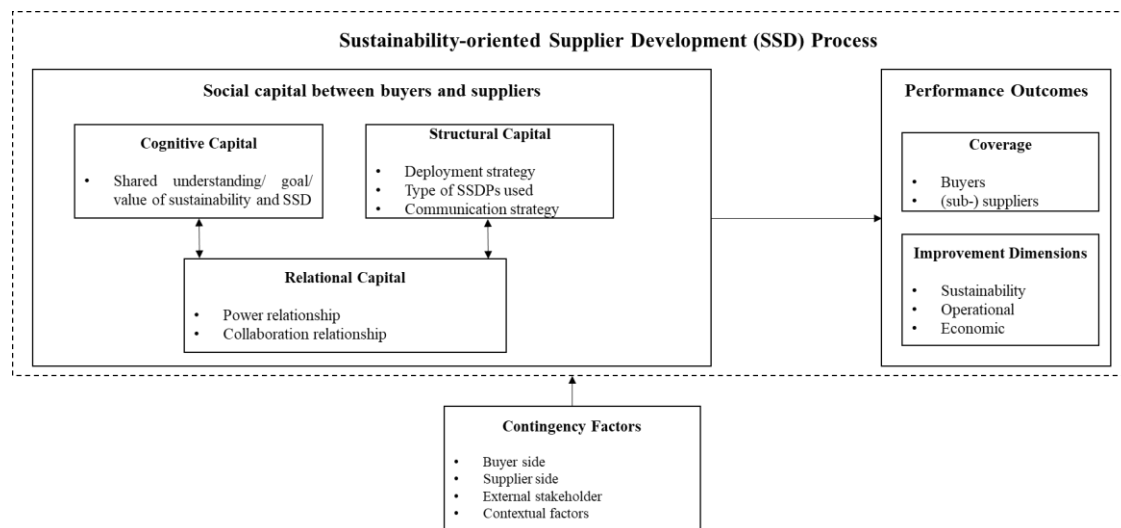 Sustainability-oriented Supplier Development (SSD) Process
Social capital between buyers and suppliers
Cognitive Capital
• Shared understanding/ goal/
value of sustainability and SSD
Structural Capital
• Deployment strategy
• Type of SSDPs used
• Communication strategy
Relational Capital
• Power relationship
• Collaboration relationship
Performance Outcomes
Coverage
• Buyers
• (sub-) suppliers
Improvement Dimensions
• Sustainability
• Operational
• Economic
Contingency Factors
• Buyer side
• Supplier side
• External stakeholder
• Contextual factors